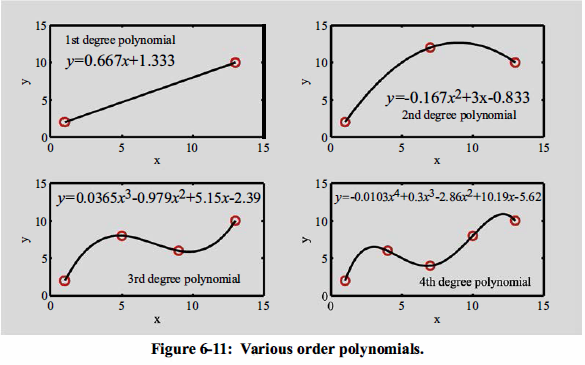 1st degree polynomial
y=0.667x+1.333
15
10
5
0
y
0 5 10 15
x
y=-0.167x²+3x-0.833
2nd degree polynomial
15
10
5
0
y
0 5 10 15
x
y=0.0365x³-0.979x²+5.15x-2.39
3rd degree polynomial
15
10
5
0
y
0 5 10 15
x
y=-0.0103x⁴+0.3x³-2.86x²+10.19x-5.62
4th degree polynomial
15
10
5
0
y
0 5 10 15
x
Figure 6-11: Various order polynomials.